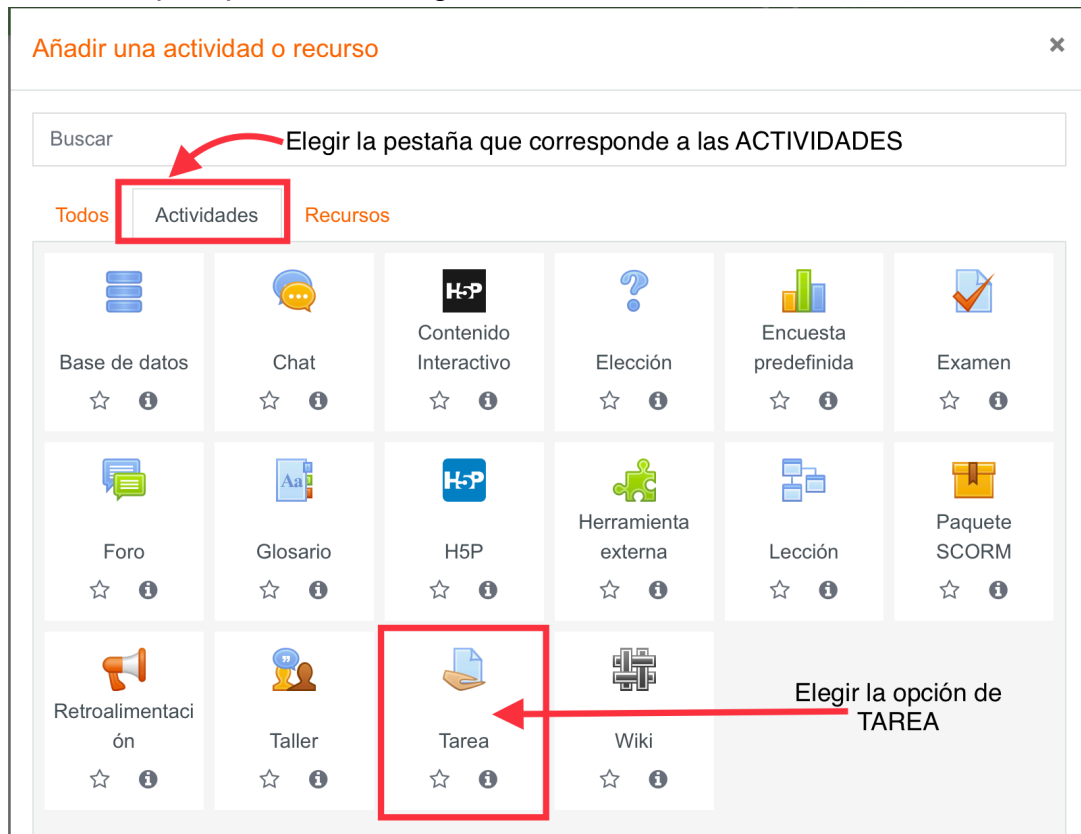 Añadir una actividad o recurso
×
Buscar
Elegir la pestaña que corresponde a las ACTIVIDADES
Todos
Actividades
Recursos
Base de datos
Chat
H5P
Contenido
Interactivo
Elección
Encuesta
predefinida
Examen
Foro
Aa
Glosario
H5P
H5P
Herramienta
externa
Lección
Paquete
SCORM
Retroalimentaci
ón
Taller
Tarea
Wiki
Elegir la opción de
TAREA